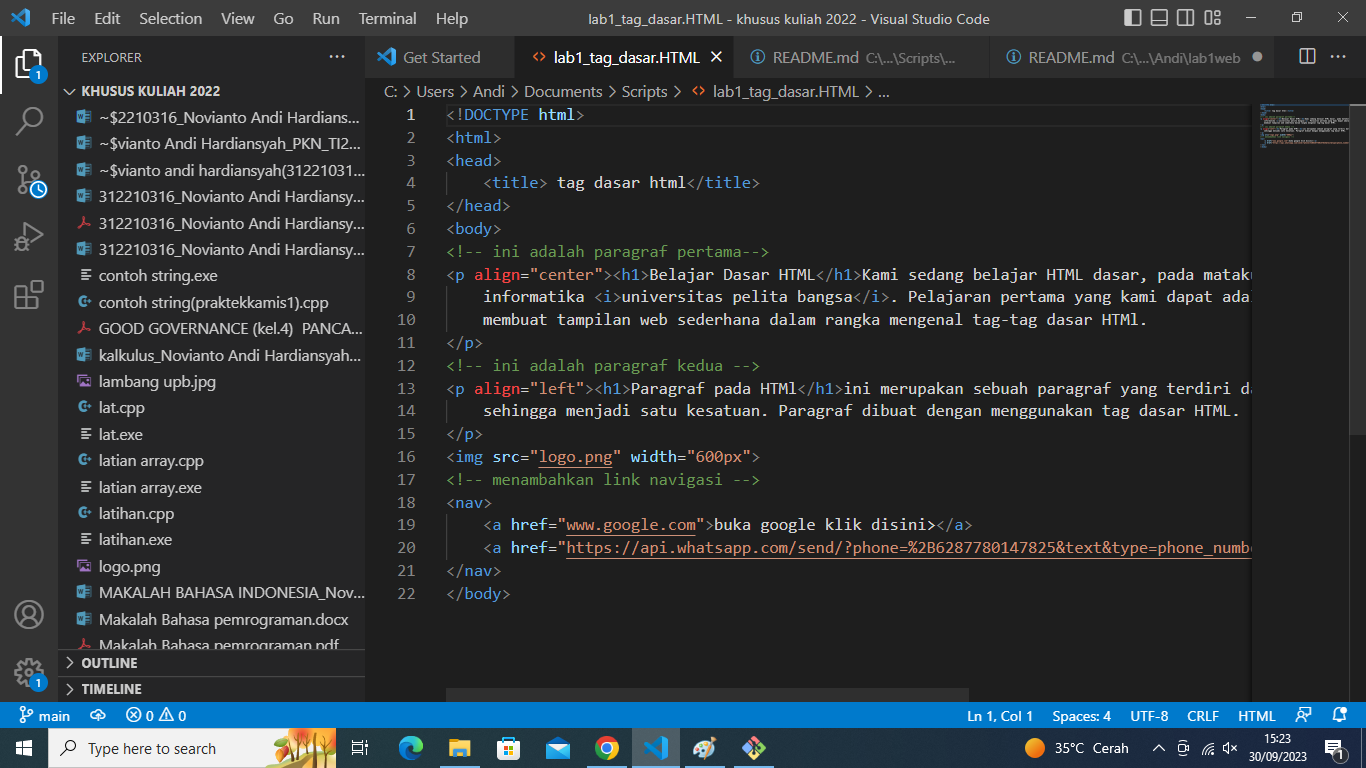 File Edit Selection View Go Run Terminal Help lab1_tag_dasar.HTML - khusus kuliah 2022 - Visual Studio Code
EXPLORER ...
Get Started
<> lab1_tag_dasar.HTML
README.md C:\...\Scripts\...
README.md C:\...\Andi\lab1web
1
KHUSUS KULIAH 2022
~$2210316_Novianto Andi Hardians...
~$vianto Andi Hardiansyah_PKN_TI2...
~$vianto andi hardiansyah(31221031...
312210316_Novianto Andi Hardiansy...
312210316_Novianto Andi Hardiansy...
312210316_Novianto Andi Hardiansy...
contoh string.exe
contoh string(praktekkamis1).cpp
GOOD GOVERNANCE (kel.4)  PANCA...
kalkulus_Novianto Andi Hardiansyah...
lambang upb.jpg
lat.cpp
lat.exe
latian array.cpp
latian array.exe
latihan.cpp
latihan.exe
logo.png
MAKALAH BAHASA INDONESIA_Nov...
Makalah Bahasa pemrograman.docx
Makalah Bahasa pemrograman.pdf
OUTLINE
TIMELINE
1
C: > Users > Andi > Documents > Scripts > <> lab1_tag_dasar.HTML > ...
1 <!DOCTYPE html>
2 <html>
3 <head>
4     <title> tag dasar html</title>
5 </head>
6 <body>
7 <!-- ini adalah paragraf pertama-->
8 <p align="center"><h1>Belajar Dasar HTML</h1>Kami sedang belajar HTML dasar, pada mataku
9     informatika <i>universitas pelita bangsa</i>. Pelajaran pertama yang kami dapat ada
10     membuat tampilan web sederhana dalam rangka mengenal tag-tag dasar HTMl.
11 </p>
12 <!-- ini adalah paragraf kedua -->
13 <p align="left"><h1>Paragraf pada HTMl</h1>ini merupakan sebuah paragraf yang terdiri da
14     sehingga menjadi satu kesatuan. Paragraf dibuat dengan menggunakan tag dasar HTML.
15 </p>
16 <img src="logo.png" width="600px">
17 <!-- menambahkan link navigasi -->
18 <nav>
19     <a href="www.google.com">buka google klik disini></a>
20     <a href="https://api.whatsapp.com/send/?phone=%2B6287780147825&text&type=phone_numbe
21 </nav>
22 </body>
main 0 0 Ln 1, Col 1 Spaces: 4 UTF-8 CRLF HTML
Type here to search 35°C Cerah 15:23
30/09/2023 1